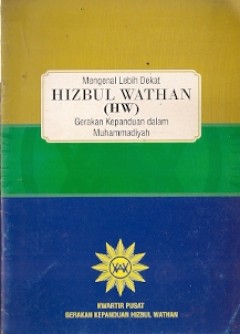 Mengenal Lebih Dekat
HIZBUL WATHAN
(HW)
Gerakan Kepanduan dalam
Muhammadiyah
KWARTIR PUSAT
GERAKAN KEPANDUAN HIZBUL WATHAN